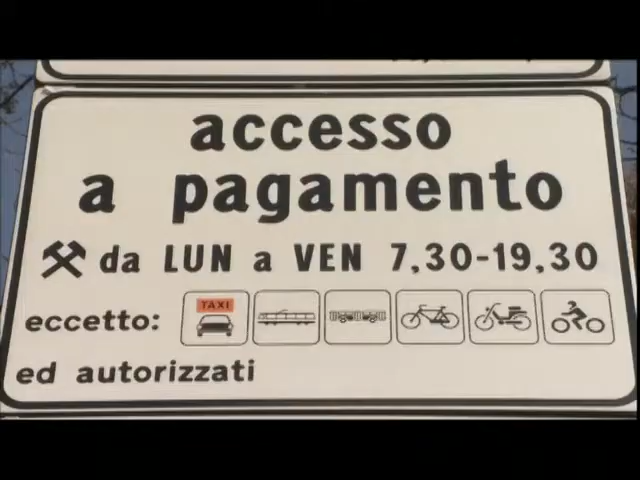 accesso
a pagamento
da LUN a VEN 7,30-19,30
eccetto: TAXI
ed autorizzati